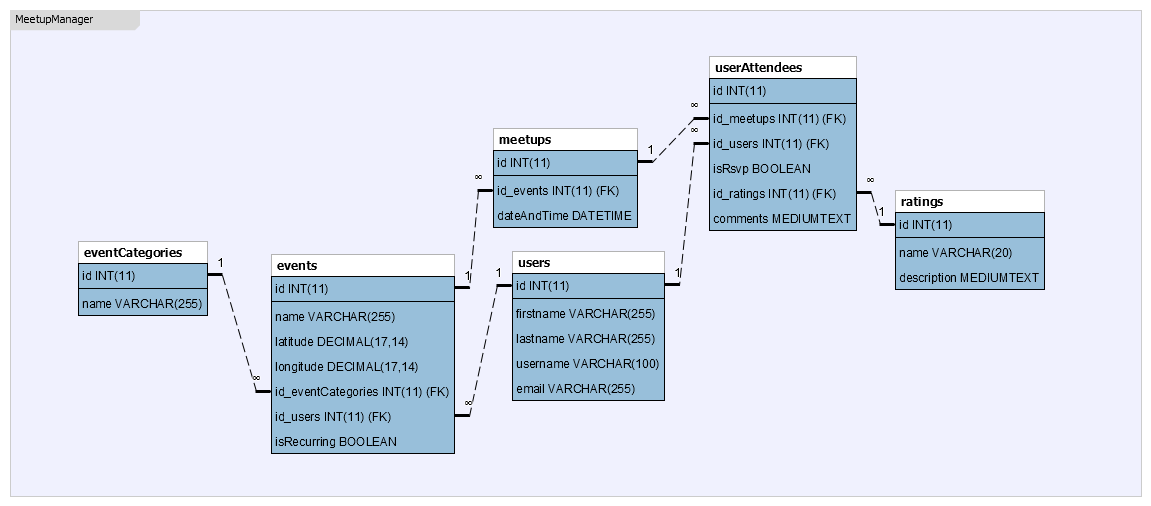 MeetupManager
eventCategories
id INT(11)
name VARCHAR(255)
1
∞
events
id INT(11)
name VARCHAR(255)
latitude DECIMAL(17,14)
longitude DECIMAL(17,14)
id_eventCategories INT(11) (FK)
id_users INT(11) (FK)
isRecurring BOOLEAN
1
∞
∞
1
meetups
id INT(11)
id_events INT(11) (FK)
dateAndTime DATETIME
1
∞
users
id INT(11)
firstname VARCHAR(255)
lastname VARCHAR(255)
username VARCHAR(100)
email VARCHAR(255)
1
∞
userAttendees
id INT(11)
id_meetups INT(11) (FK)
id_users INT(11) (FK)
isRsvp BOOLEAN
id_ratings INT(11) (FK)
comments MEDIUMTEXT
∞
1
ratings
id INT(11)
name VARCHAR(20)
description MEDIUMTEXT